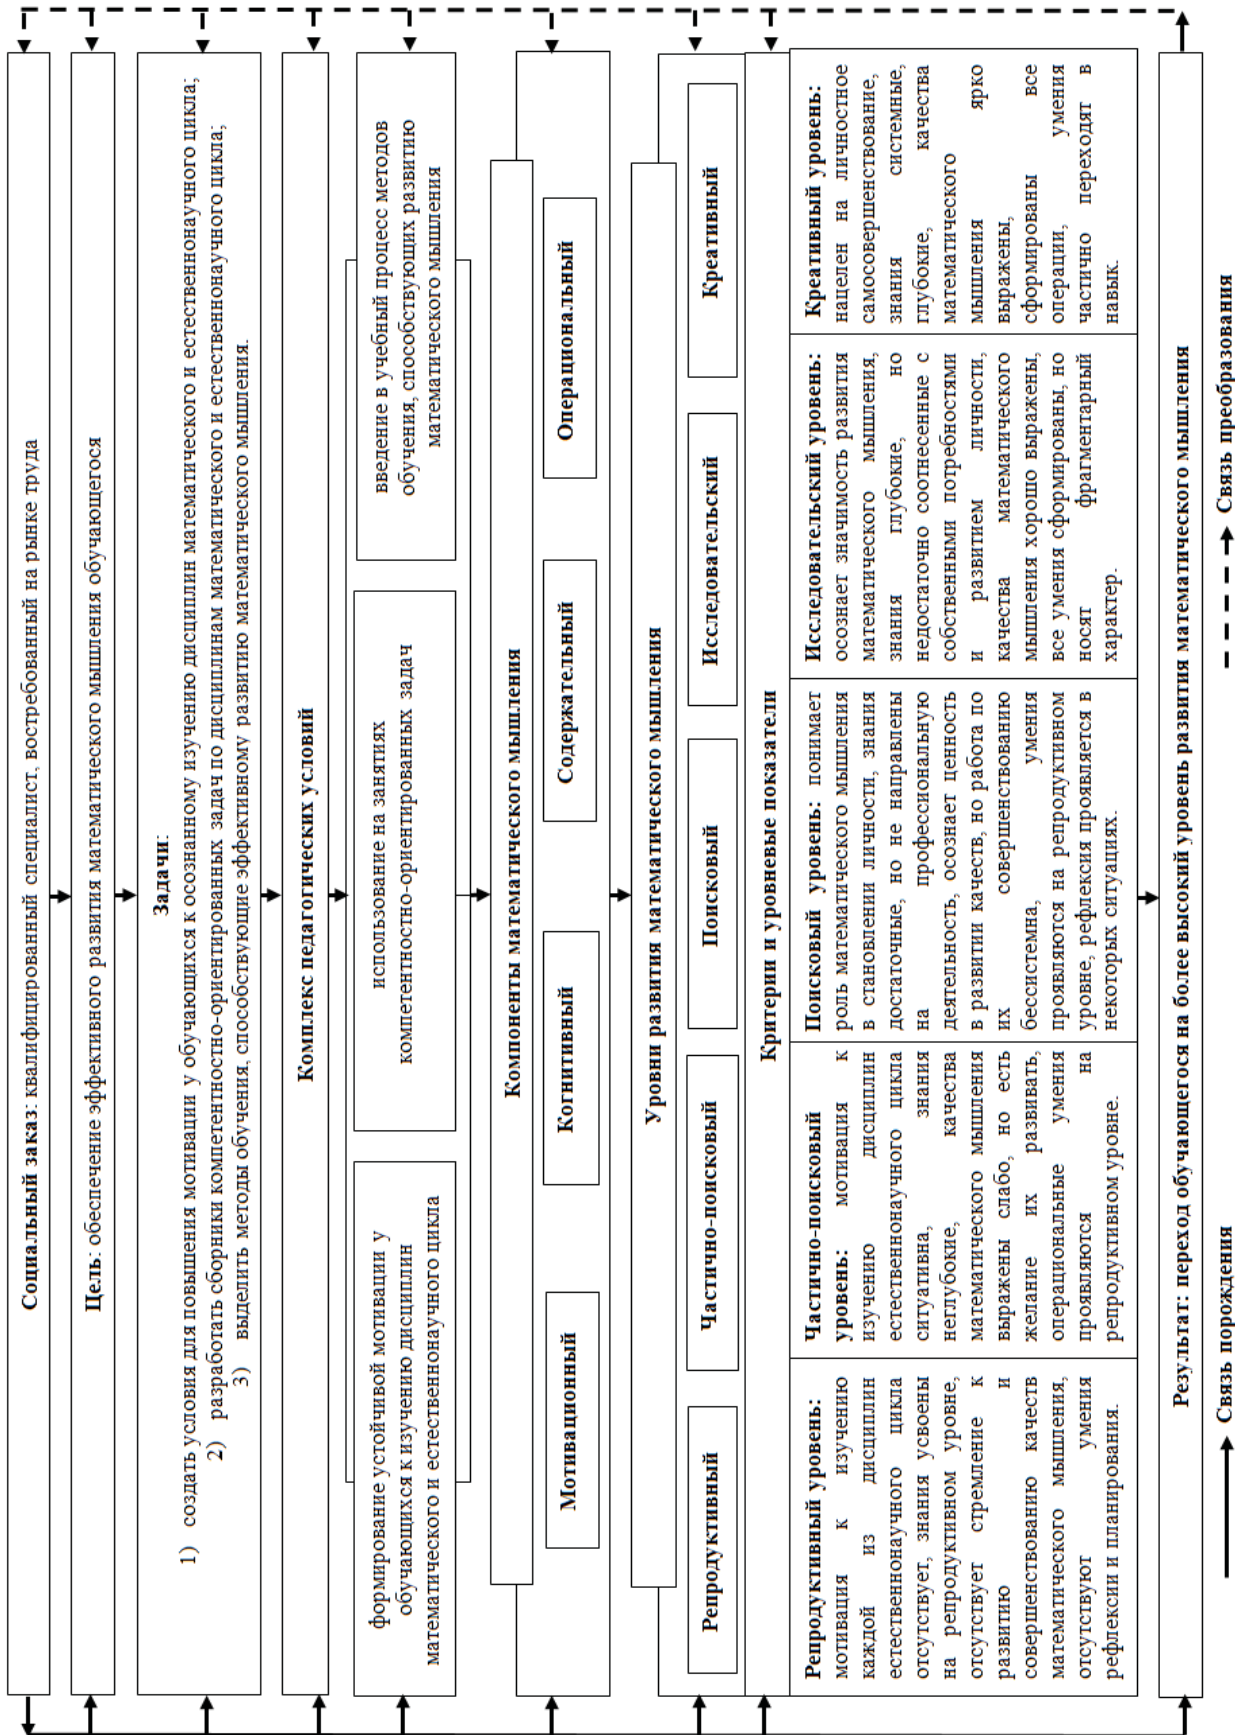 Социальный заказ: квалифицированный специалист, востребованный на рынке труда
Цель: обеспечение эффективного развития математического мышления обучающегося
Задачи:
1) создать условия для повышения мотивации у обучающихся к осознанному изучению дисциплин математического и естественнонаучного цикла;
2) разработать сборники компетентностно-ориентированных задач по дисциплинам математического и естественнонаучного цикла;
3) выделить методы обучения, способствующие эффективному развитию математического мышления.
Комплекс педагогических условий
формирование устойчивой мотивации у
обучающихся к изучению дисциплин
математического и естественнонаучного цикла
использование на занятиях
компетентностно-ориентированных задач
введение в учебный процесс методов
обучения, способствующих развитию
математического мышления
Компоненты математического мышления
Мотивационный
Когнитивный
Содержательный
Операциональный
Уровни развития математического мышления
Репродуктивный
Частично-поисковый
Поисковый
Исследовательский
Креативный
Критерии и уровневые показатели
Репродуктивный уровень:
мотивация к изучению
каждой из дисциплин
естественнонаучного цикла
отсутствует, знания усвоены
на репродуктивном уровне,
отсутствует стремление к
развитию и
совершенствованию качеств
математического мышления,
отсутствуют умения
рефлексии и планирования.
Частично-поисковый
уровень: мотивация к
изучению дисциплин
естественнонаучного цикла
ситуативна, знания
неглубокие, качества
математического мышления
выражены слабо, но есть
желание их развивать,
операциональные умения
проявляются на
репродуктивном уровне.
Поисковый уровень: понимает
роль математического мышления
в становлении личности, знания
достаточные, но не направлены
на профессиональную
деятельность, осознает ценность
в развитии качеств, но работа по
их совершенствованию
бессистемна, умения
проявляются на репродуктивном
уровне, рефлексия проявляется в
некоторых ситуациях.
Исследовательский уровень:
осознает значимость развития
математического мышления,
знания глубокие, но
недостаточно соотнесенные с
собственными потребностями
и развитием личности,
качества математического
мышления хорошо выражены,
все умения сформированы, но
носят фрагментарный
характер.
Креативный уровень:
нацелен на личностное
самосовершенствование,
знания системные,
глубокие, качества
математического
мышления ярко
выражены,
сформированы все
операции, умения
частично переходят в
навык.
Результат: переход обучающегося на более высокий уровень развития математического мышления
Связь порождения
Связь преобразования